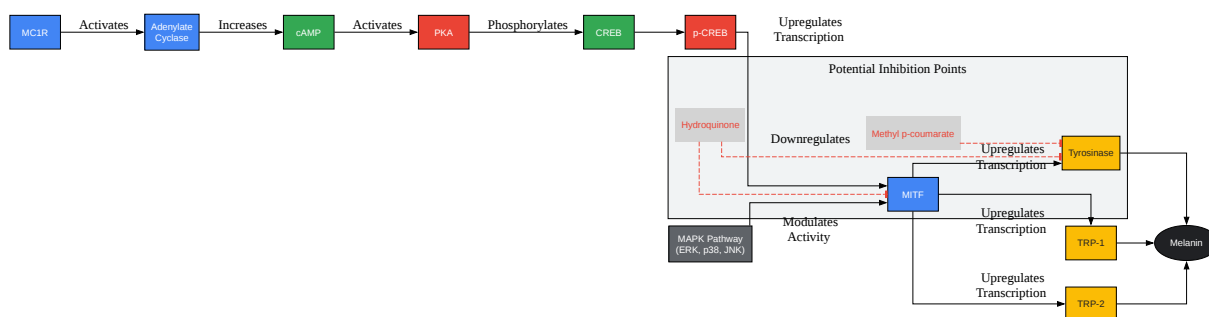 MC1R
Activates
Adenylate
Cyclase
Increases
cAMP
Activates
PKA
Phosphorylates
CREB
p-CREB
Upregulates
Transcription
Potential Inhibition Points
Hydroquinone
Downregulates
Methyl p-coumarate
Upregulates
Transcription
Tyrosinase
MITF
Modulates
Activity
MAPK Pathway
(ERK, p38, JNK)
Upregulates
Transcription
TRP-1
Melanin
Upregulates
Transcription
TRP-2